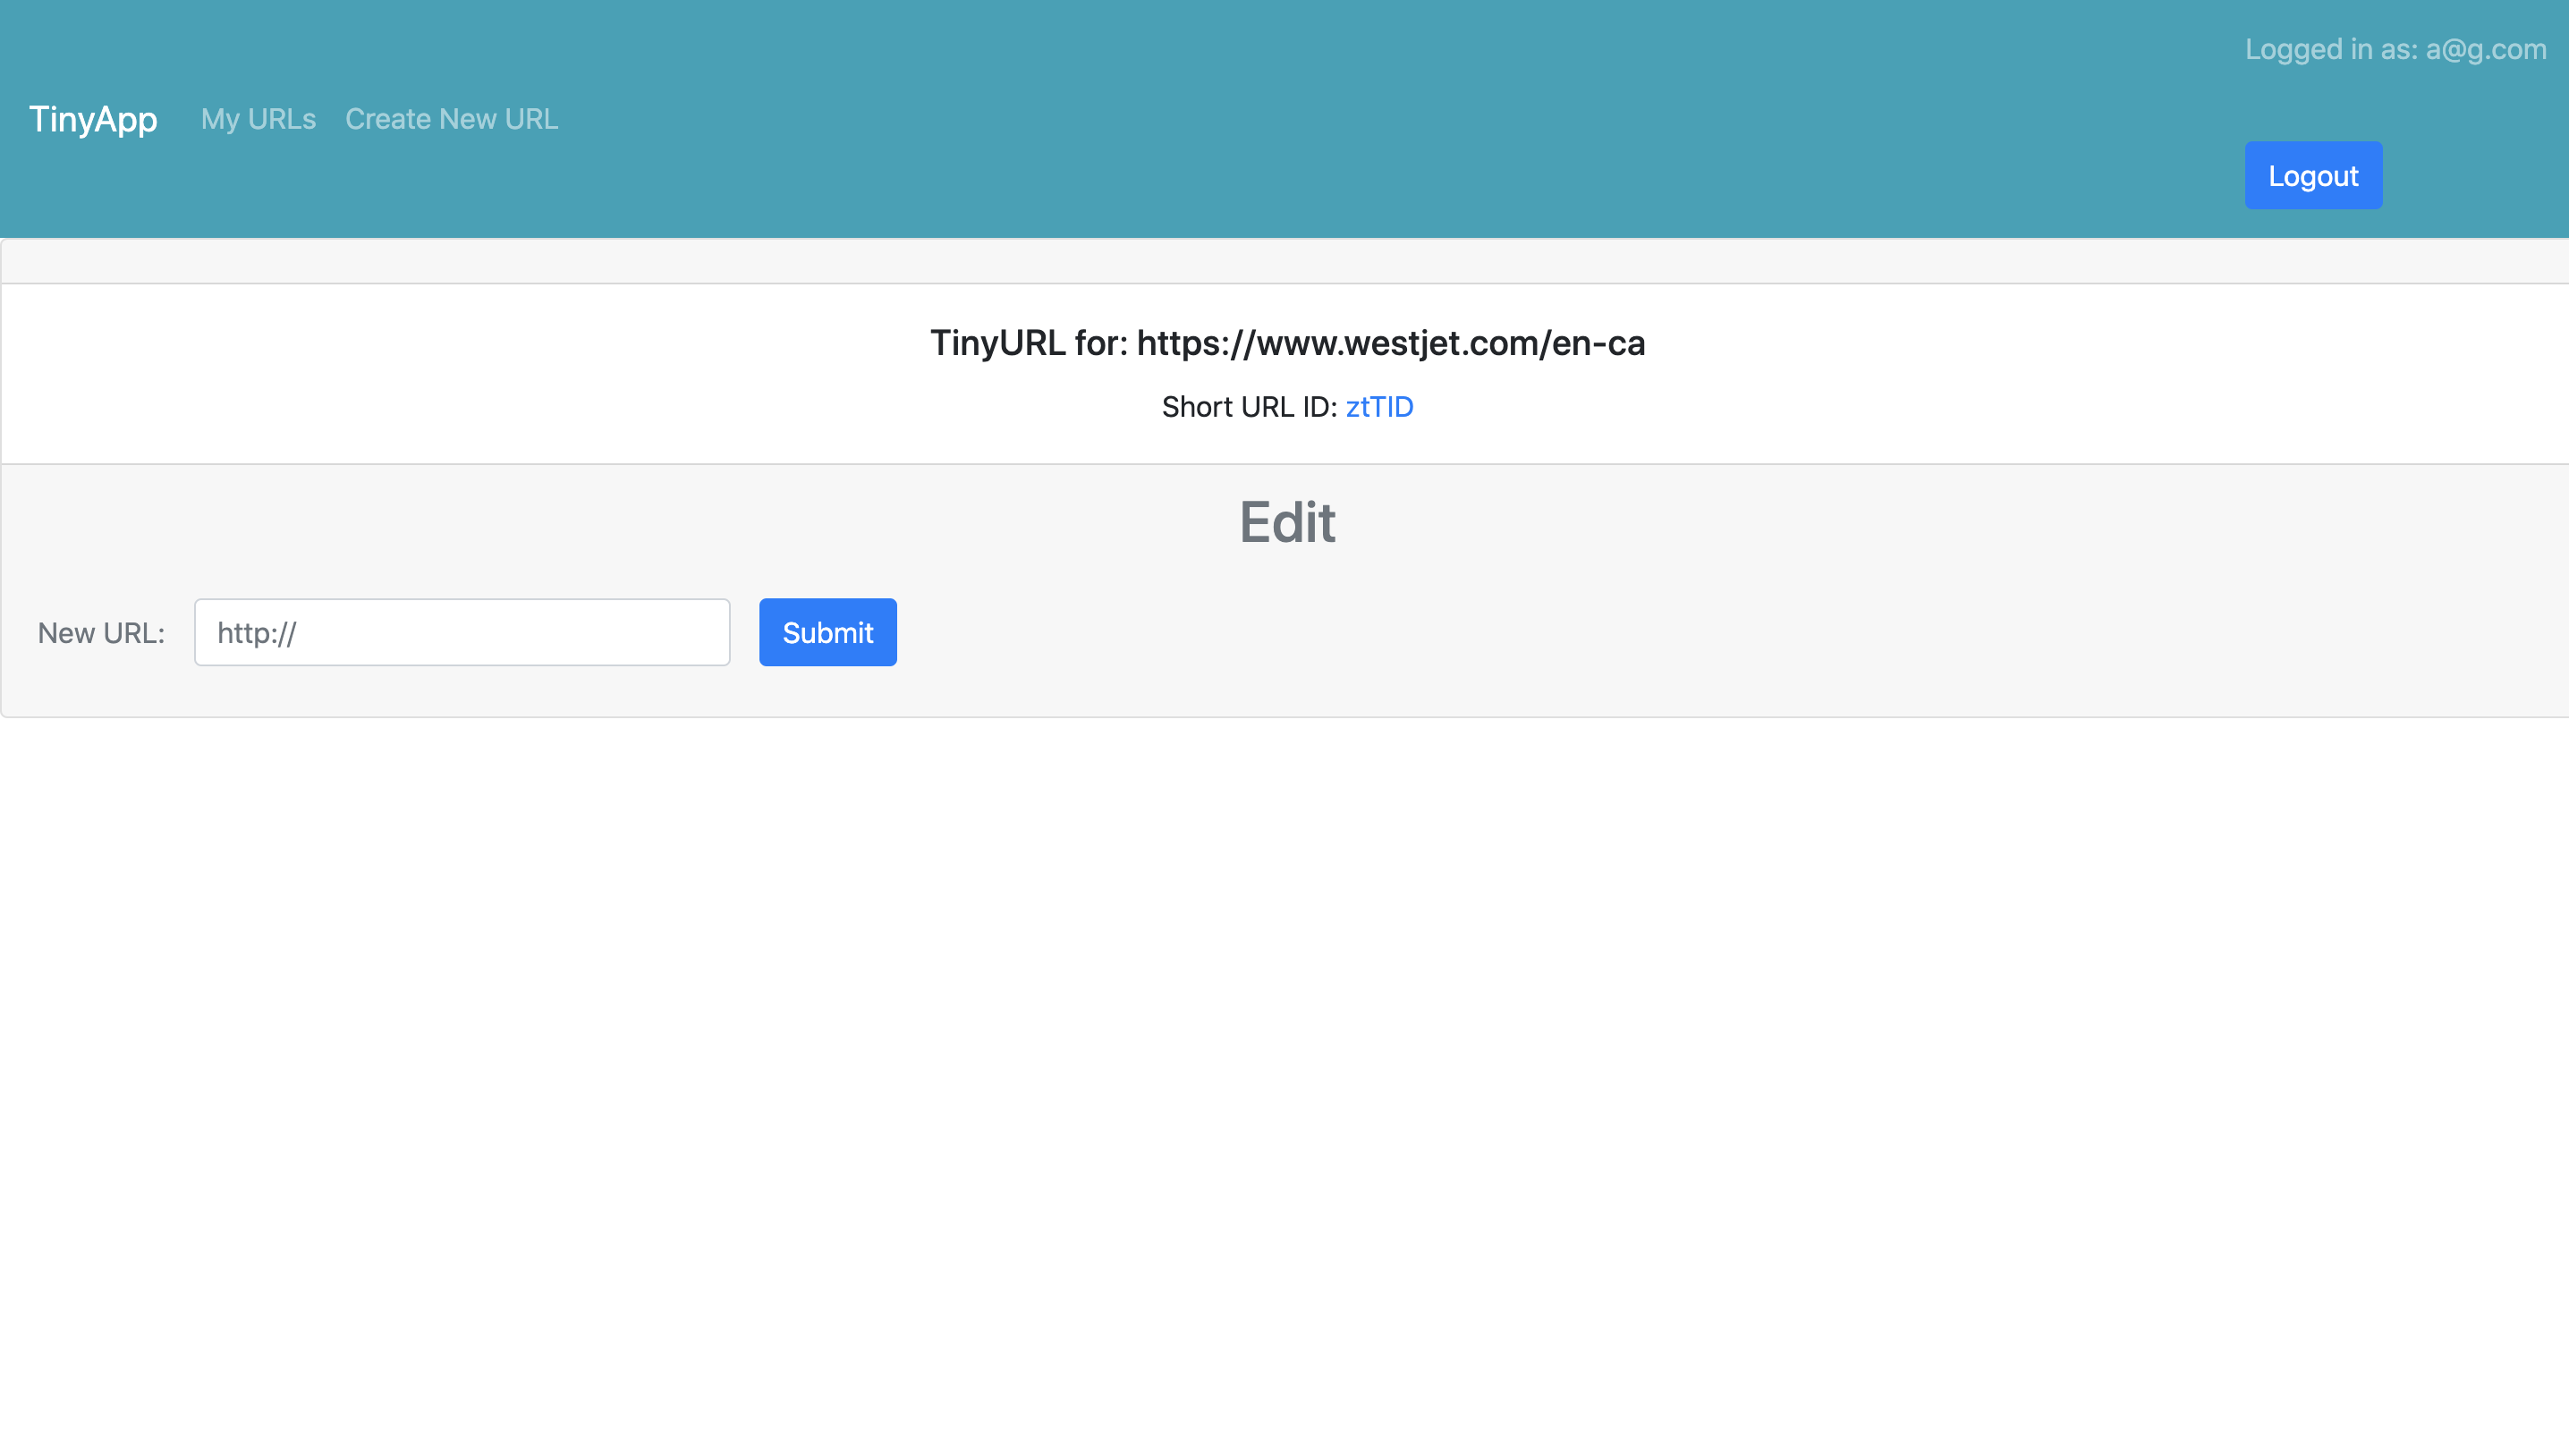 Logged in as: a@g.com
TinyApp My URLs Create New URL
Logout
TinyURL for: https://www.westjet.com/en-ca
Short URL ID: ztTID
Edit
New URL: http:// Submit